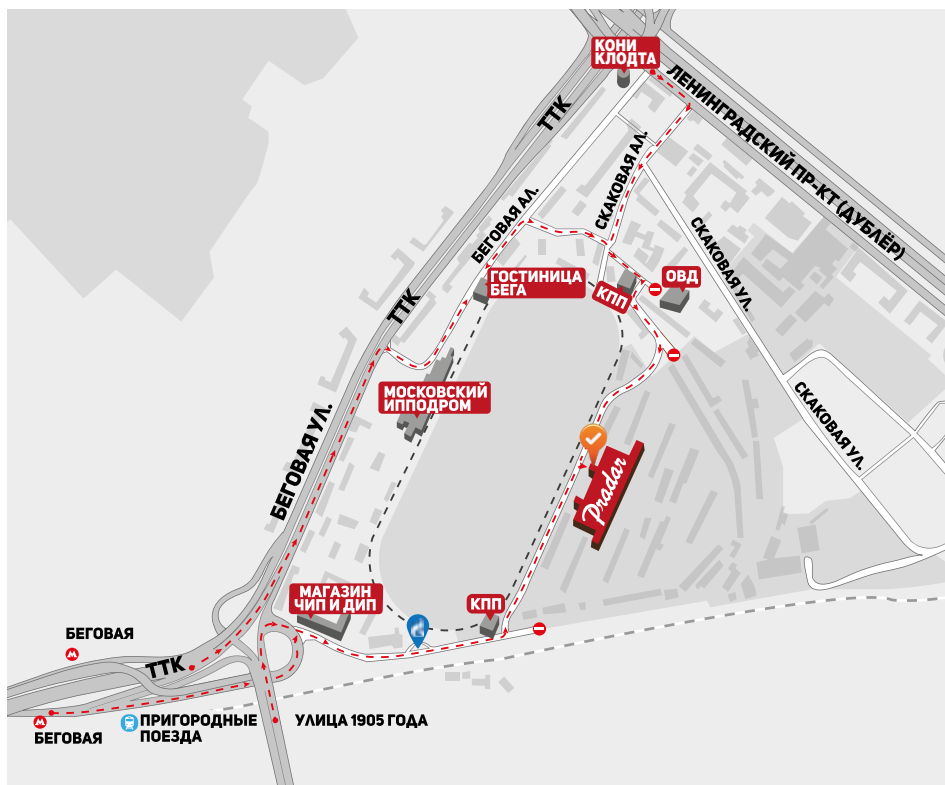 КОНИ
КЛОДТА
ЛЕНИНГРАДСКИЙ ПР-КТ (ДУБЛЁР)
ТТК
СКАКОВАЯ АЛ.
БЕГОВАЯ АЛ.
СКАКОВАЯ УЛ.
ГОСТИНИЦА
БЕГА
КПП
ОВД
ТТК
МОСКОВСКИЙ
ИППОДРОМ
СКАКОВАЯ УЛ.
БЕГОВАЯ УЛ.
Pradar
МАГАЗИН
ЧИП И ДИП
КПП
БЕГОВАЯ
М
ТТК
М
БЕГОВАЯ
ПРИГОРОДНЫЕ
ПОЕЗДА
УЛИЦА 1905 ГОДА